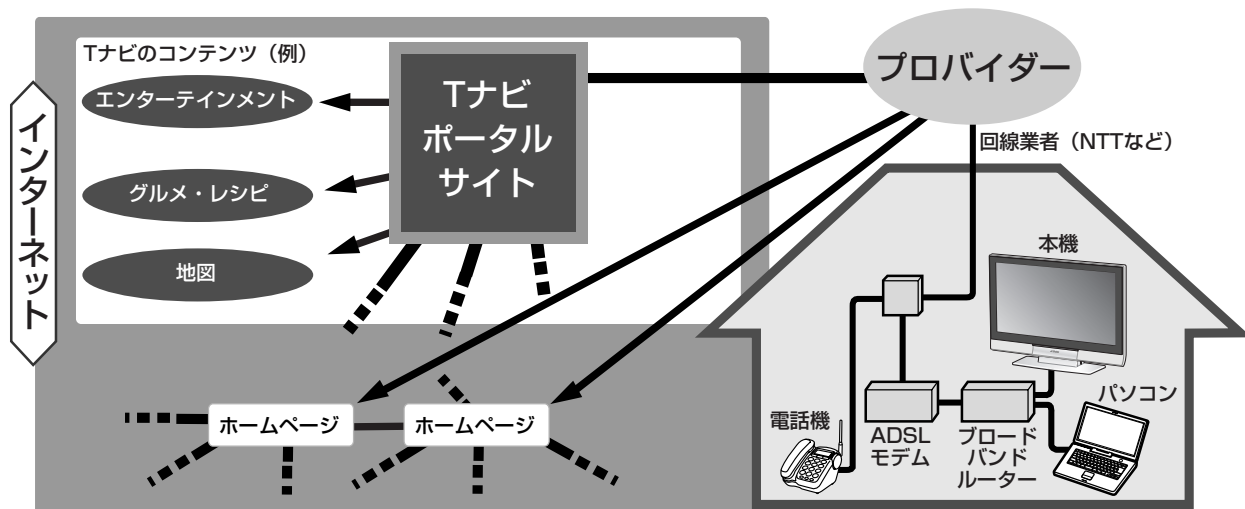 Tナビのコンテンツ（例）
エンターテインメント
グルメ・レシピ
地図
Tナビ
ポータル
サイト
プロバイダー
回線業者（NTTなど）
インターネット
本機
パソコン
電話機
ADSL
モデム
ブロード
バンド
ルーター
ホームページ
ホームページ